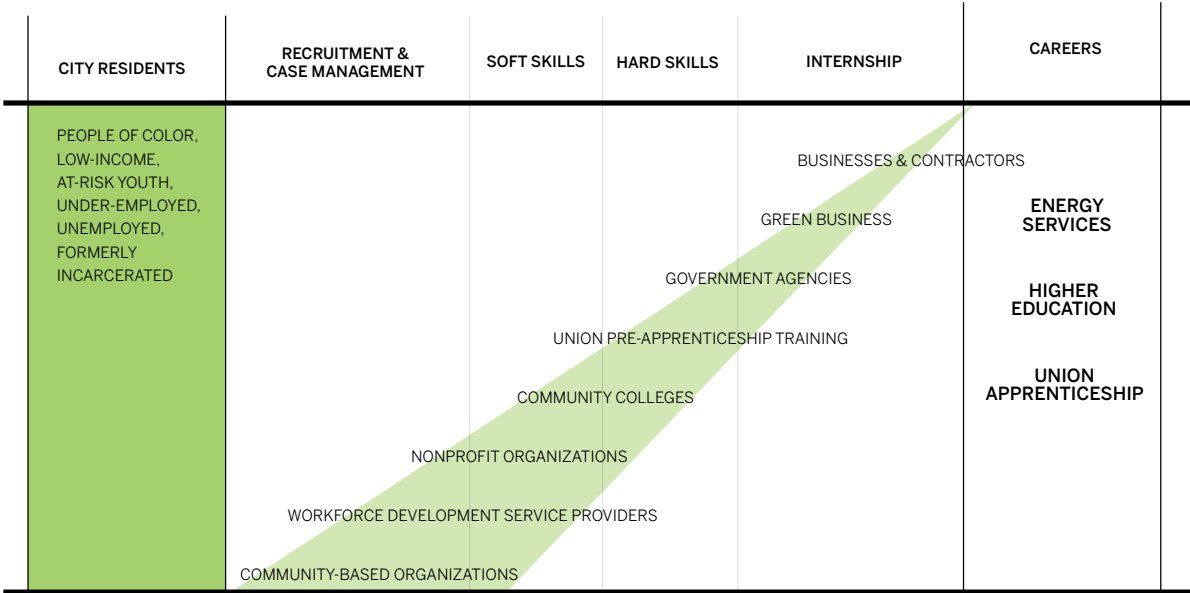 CITY RESIDENTS
RECRUITMENT &
CASE MANAGEMENT
SOFT SKILLS
HARD SKILLS
INTERNSHIP
CAREERS
PEOPLE OF COLOR,
LOW-INCOME,
AT-RISK YOUTH,
UNDER-EMPLOYED,
UNEMPLOYED,
FORMERLY
INCARCERATED
BUSINESSES & CONTRACTORS
GREEN BUSINESS
GOVERNMENT AGENCIES
UNION PRE-APPRENTICESHIP TRAINING
COMMUNITY COLLEGES
NONPROFIT ORGANIZATIONS
WORKFORCE DEVELOPMENT SERVICE PROVIDERS
COMMUNITY-BASED ORGANIZATIONS
ENERGY
SERVICES
HIGHER
EDUCATION
UNION
APPRENTICESHIP